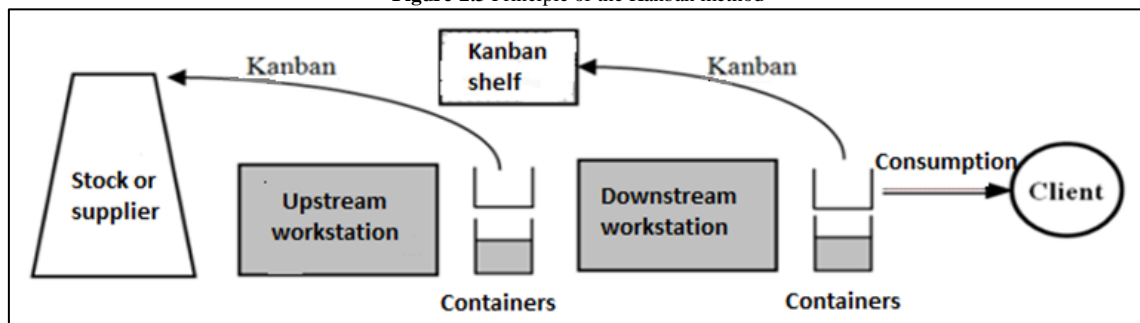 Figure 2.3 Principle of the Kanban method
Kanban
Kanban
shelf
Kanban
Stock or
supplier
Upstream
workstation
Downstream
workstation
Consumption
Client
Containers
Containers